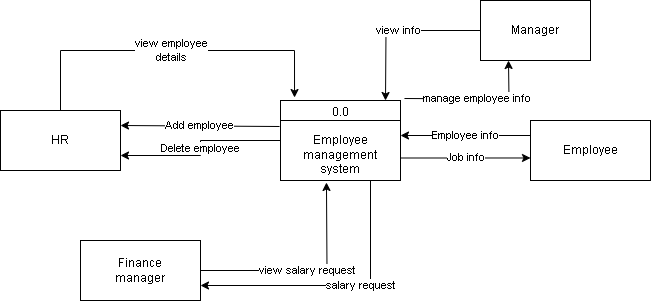 view employee
details
view info
Manager
0.0
manage employee info
Add employee
HR
Delete employee
Employee
management
system
Employee info
Employee
Job info
Finance
manager
view salary request
salary request